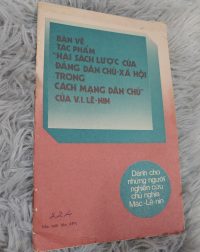 BÀN VỀ
TÁC PHẨM
"HAI SÁCH LƯỢC CỦA
ĐẢNG DÂN CHỦ-XÃ HỘI
TRONG
CÁCH MẠNG DÂN CHỦ"
CỦA V.I. LÊ-NIN
Dành cho
những người
nghiên cứu
chủ nghĩa
Mác-Lê nin